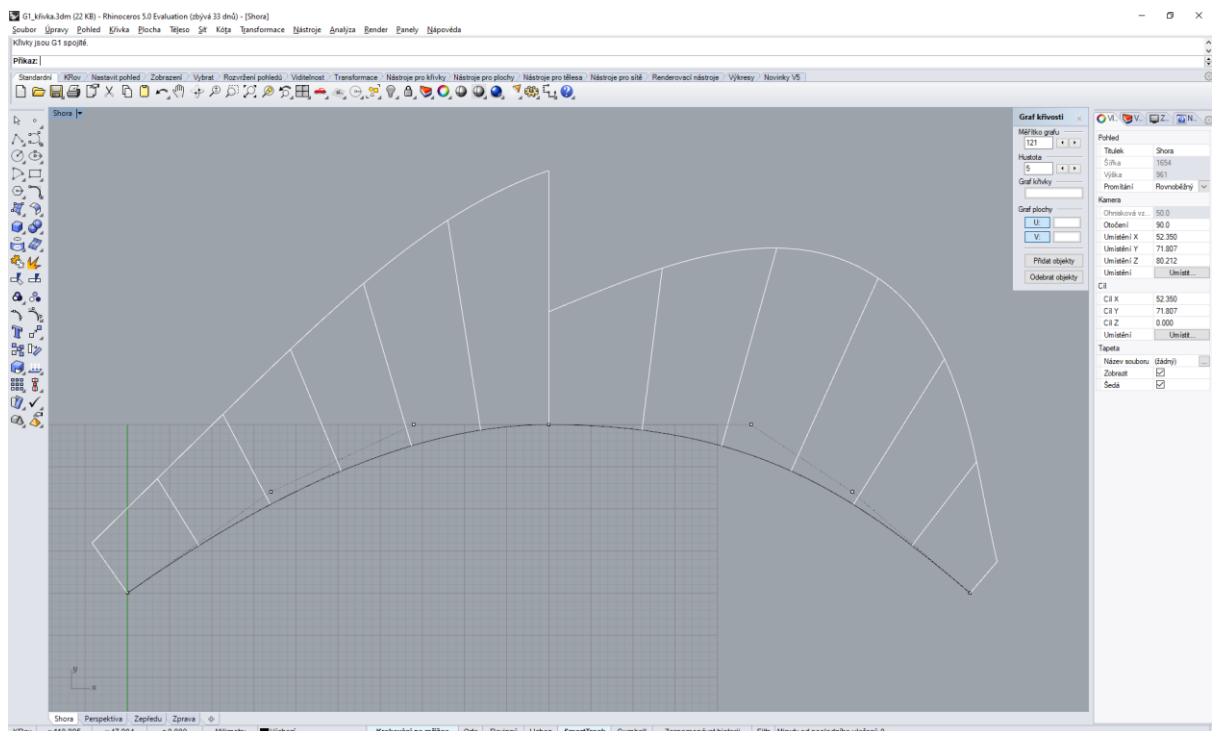 G1_křivka.3dm (22 KB) - Rhinoceros 5.0 Evaluation (zbývá 33 dnů) - [Shora]
Soubor Úpravy Pohled Křivka Plocha Těleso Síť Kóta Transformace Nástroje Analýza Render Panely Nápověda
Křivky jsou G1 spojité.
Příkaz:
Standardní KRov Nastavit pohled Zobrazení Vybrat Rozvržení pohledů Viditelnost Transformace Nástroje pro křivky Nástroje pro plochy Nástroje pro tělesa Nástroje pro sítě Renderovací nástroje Výkresy Novinky V5
Shora
Graf křivosti
Měřítko grafu
121
Hustota
5
Graf křivky
Graf plochy
U:
V:
Přidat objekty
Odebrat objekty
Vl.. V.. Z.. N..
Pohled
Titulek Shora
Šířka 1654
Výška 961
Promítání Rovnoběžný
Kamera
Ohnisková vz... 50.0
Otočení 90.0
Umístění X 52.350
Umístění Y 71.807
Umístění Z 80.212
Umístění Umístit...
Cíl
Cíl X 52.350
Cíl Y 71.807
Cíl Z 0.000
Umístění Umístit...
Tapeta
Název souboru (žádný) ...
Zobrazit
Šedá
y
x
Shora Perspektiva Zepředu Zprava